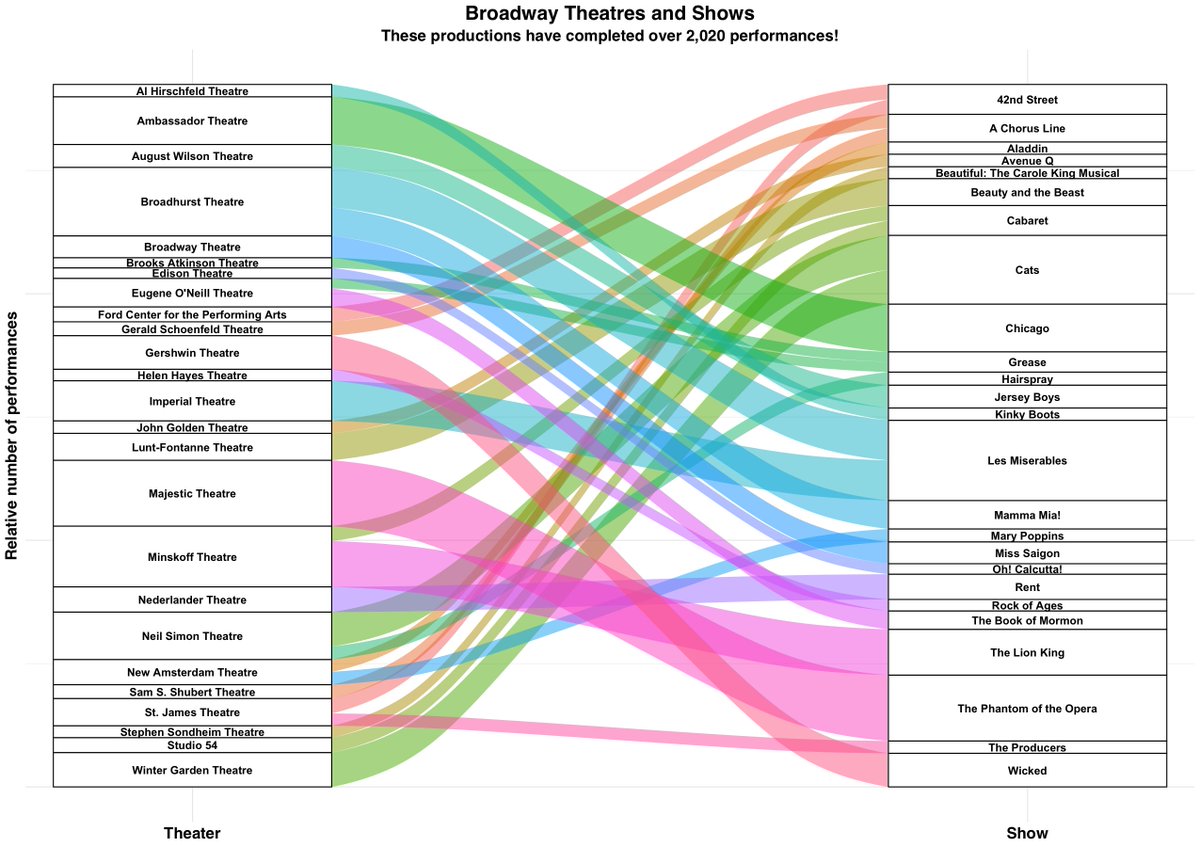 Broadway Theatres and Shows
These productions have completed over 2,020 performances!
Relative number of performances
Al Hirschfeld Theatre
Ambassador Theatre
August Wilson Theatre
Broadhurst Theatre
Broadway Theatre
Brooks Atkinson Theatre
Edison Theatre
Eugene O'Neill Theatre
Ford Center for the Performing Arts
Gerald Schoenfeld Theatre
Gershwin Theatre
Helen Hayes Theatre
Imperial Theatre
John Golden Theatre
Lunt-Fontanne Theatre
Majestic Theatre
Minskoff Theatre
Nederlander Theatre
Neil Simon Theatre
New Amsterdam Theatre
Sam S. Shubert Theatre
St. James Theatre
Stephen Sondheim Theatre
Studio 54
Winter Garden Theatre
Theater
42nd Street
A Chorus Line
Aladdin
Avenue Q
Beautiful: The Carole King Musical
Beauty and the Beast
Cabaret
Cats
Chicago
Grease
Hairspray
Jersey Boys
Kinky Boots
Les Miserables
Mamma Mia!
Mary Poppins
Miss Saigon
Oh! Calcutta!
Rent
Rock of Ages
The Book of Mormon
The Lion King
The Phantom of the Opera
The Producers
Wicked
Show